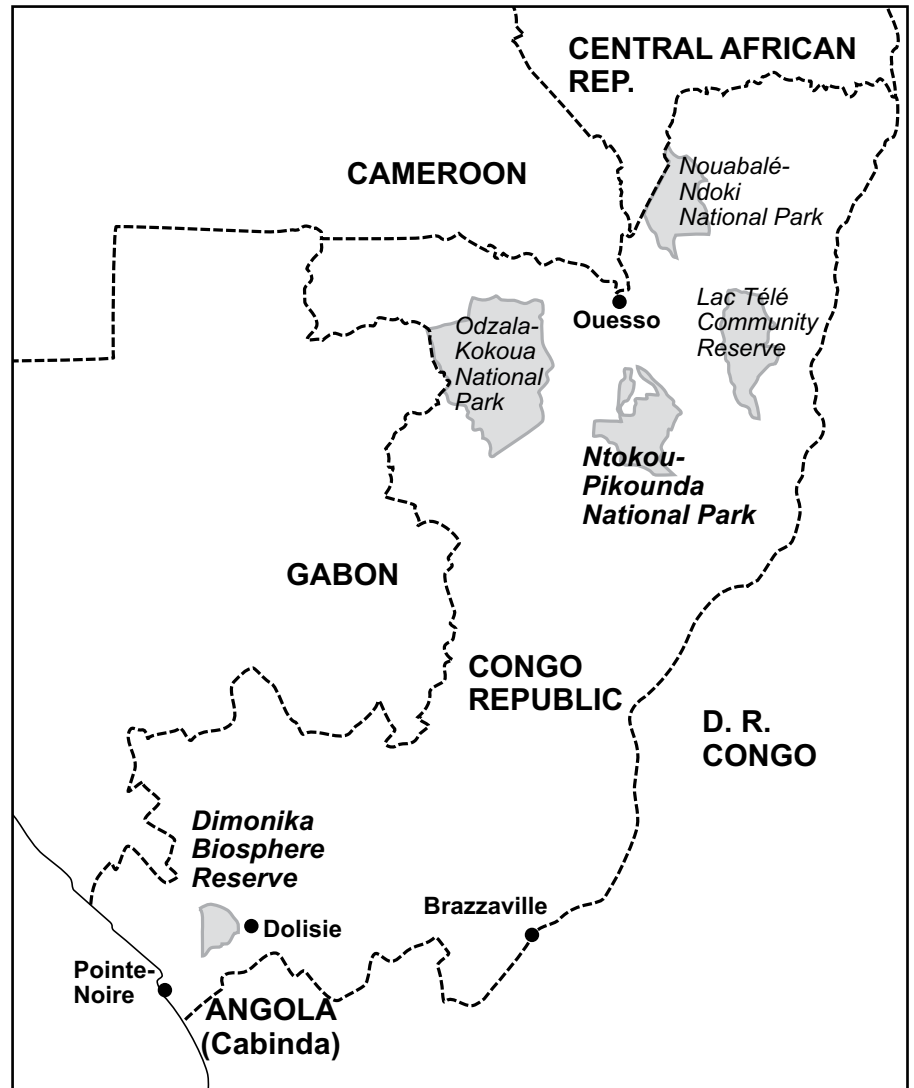 CENTRAL AFRICAN
REP.
CAMEROON
Nouabalé-
Ndoki
National Park
Ouesso
Lac Télé
Community
Reserve
Odzala-
Kokoua
National
Park
Ntokou-
Pikounda
National Park
GABON
CONGO
REPUBLIC
D. R.
CONGO
Dimonika
Biosphere
Reserve
Brazzaville
Dolisie
Pointe-
Noire
ANGOLA
(Cabinda)